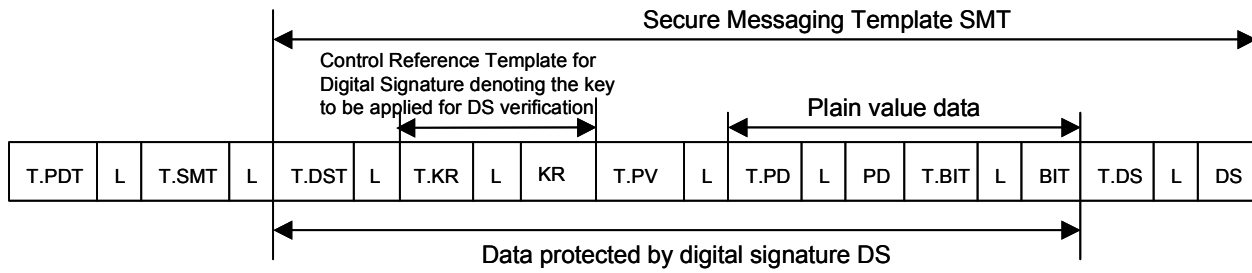 Secure Messaging Template SMT
Control Reference Template for
Digital Signature denoting the key
to be applied for DS verification
Plain value data
T.PDT L T.SMT L T.DST L T.KR L KR T.PV L T.PD L PD T.BIT L BIT T.DS L DS
Data protected by digital signature DS